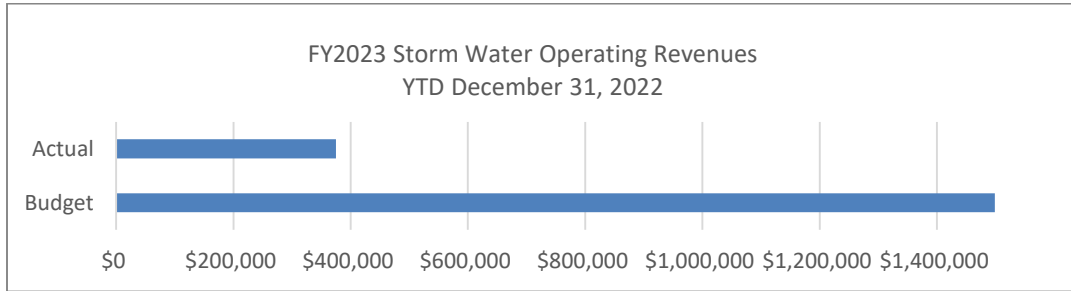 FY2023 Storm Water Operating Revenues
YTD December 31, 2022
Actual
Budget
$0 $200,000 $400,000 $600,000 $800,000 $1,000,000 $1,200,000 $1,400,000